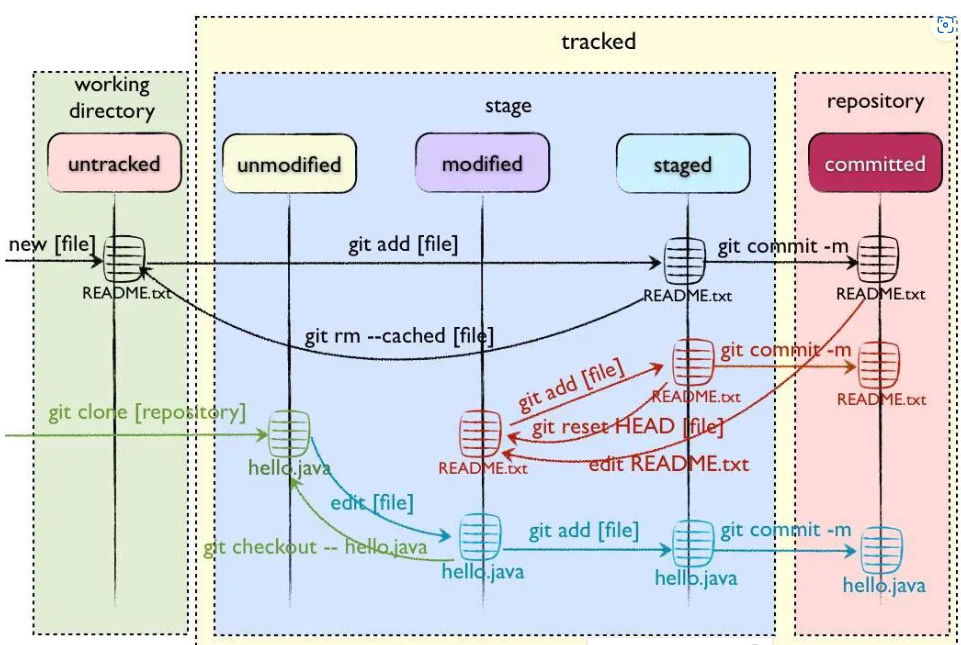 tracked
working
directory
stage
repository
untracked
unmodified
modified
staged
committed
new [file]
git add [file]
git commit -m
README.txt
README.txt
README.txt
git rm --cached [file]
git commit -m
git add [file]
README.txt
README.txt
git clone [repository]
git reset HEAD [file]
hello.java
README.txt
edit README.txt
edit [file]
git add [file]
git commit -m
git checkout -- hello.java
hello.java
hello.java
hello.java